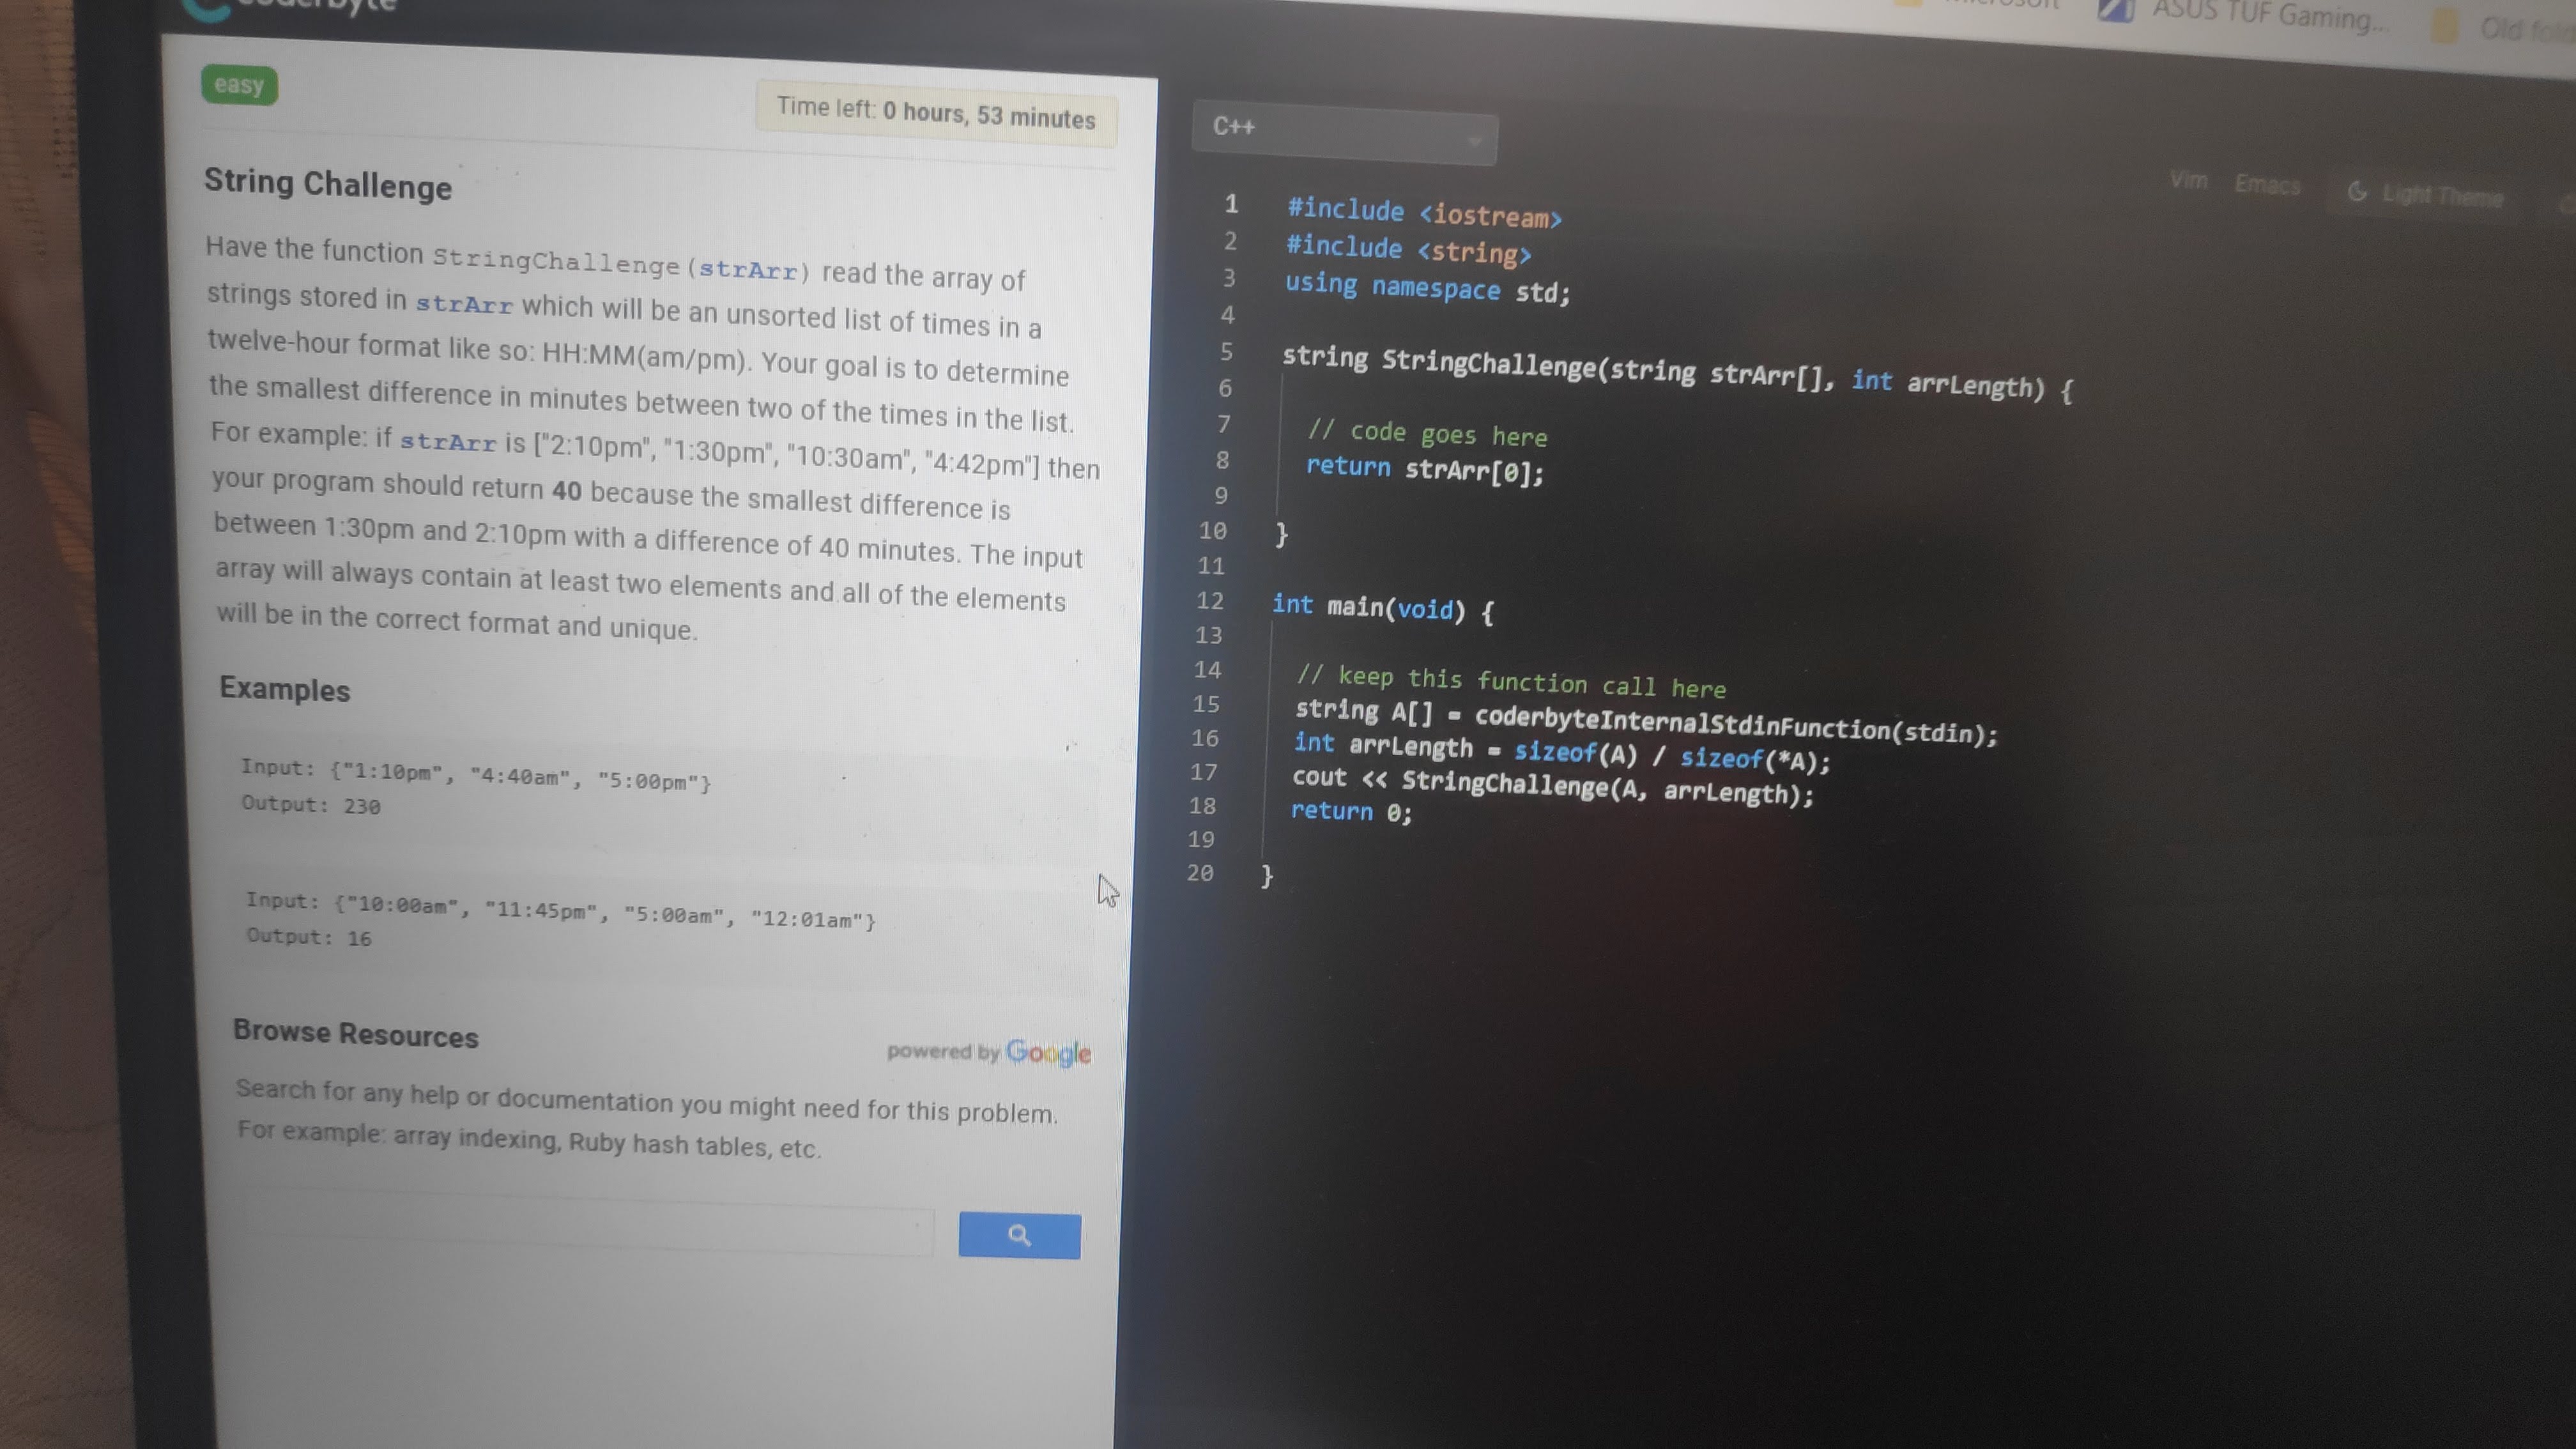 coderbyte
Microsoft
ASUS TUF Gaming...
Old
easy
Time left: 0 hours, 53 minutes
String Challenge
Have the function StringChallenge(strArr) read the array of
strings stored in strArr which will be an unsorted list of times in a
twelve-hour format like so: HH:MM(am/pm). Your goal is to determine
the smallest difference in minutes between two of the times in the list.
For example: if strArr is ["2:10pm", "1:30pm", "10:30am", "4:42pm"] then
your program should return 40 because the smallest difference is
between 1:30pm and 2:10pm with a difference of 40 minutes. The input
array will always contain at least two elements and all of the elements
will be in the correct format and unique.
Examples
Input: {"1:10pm", "4:40am", "5:00pm"}
Output: 230
Input: {"10:00am", "11:45pm", "5:00am", "12:01am"}
Output: 16
Browse Resources
powered by Google
Search for any help or documentation you might need for this problem.
For example: array indexing, Ruby hash tables, etc.
C++
Vim Emacs Light Theme
1 #include <iostream>
2 #include <string>
3 using namespace std;
4
5 string StringChallenge(string strArr[], int arrLength) {
6
7 // code goes here
8 return strArr[0];
9
10 }
11
12 int main(void) {
13
14 // keep this function call here
15 string A[] = coderbyteInternalStdinFunction(stdin);
16 int arrLength = sizeof(A) / sizeof(*A);
17 cout << StringChallenge(A, arrLength);
18 return 0;
19
20 }